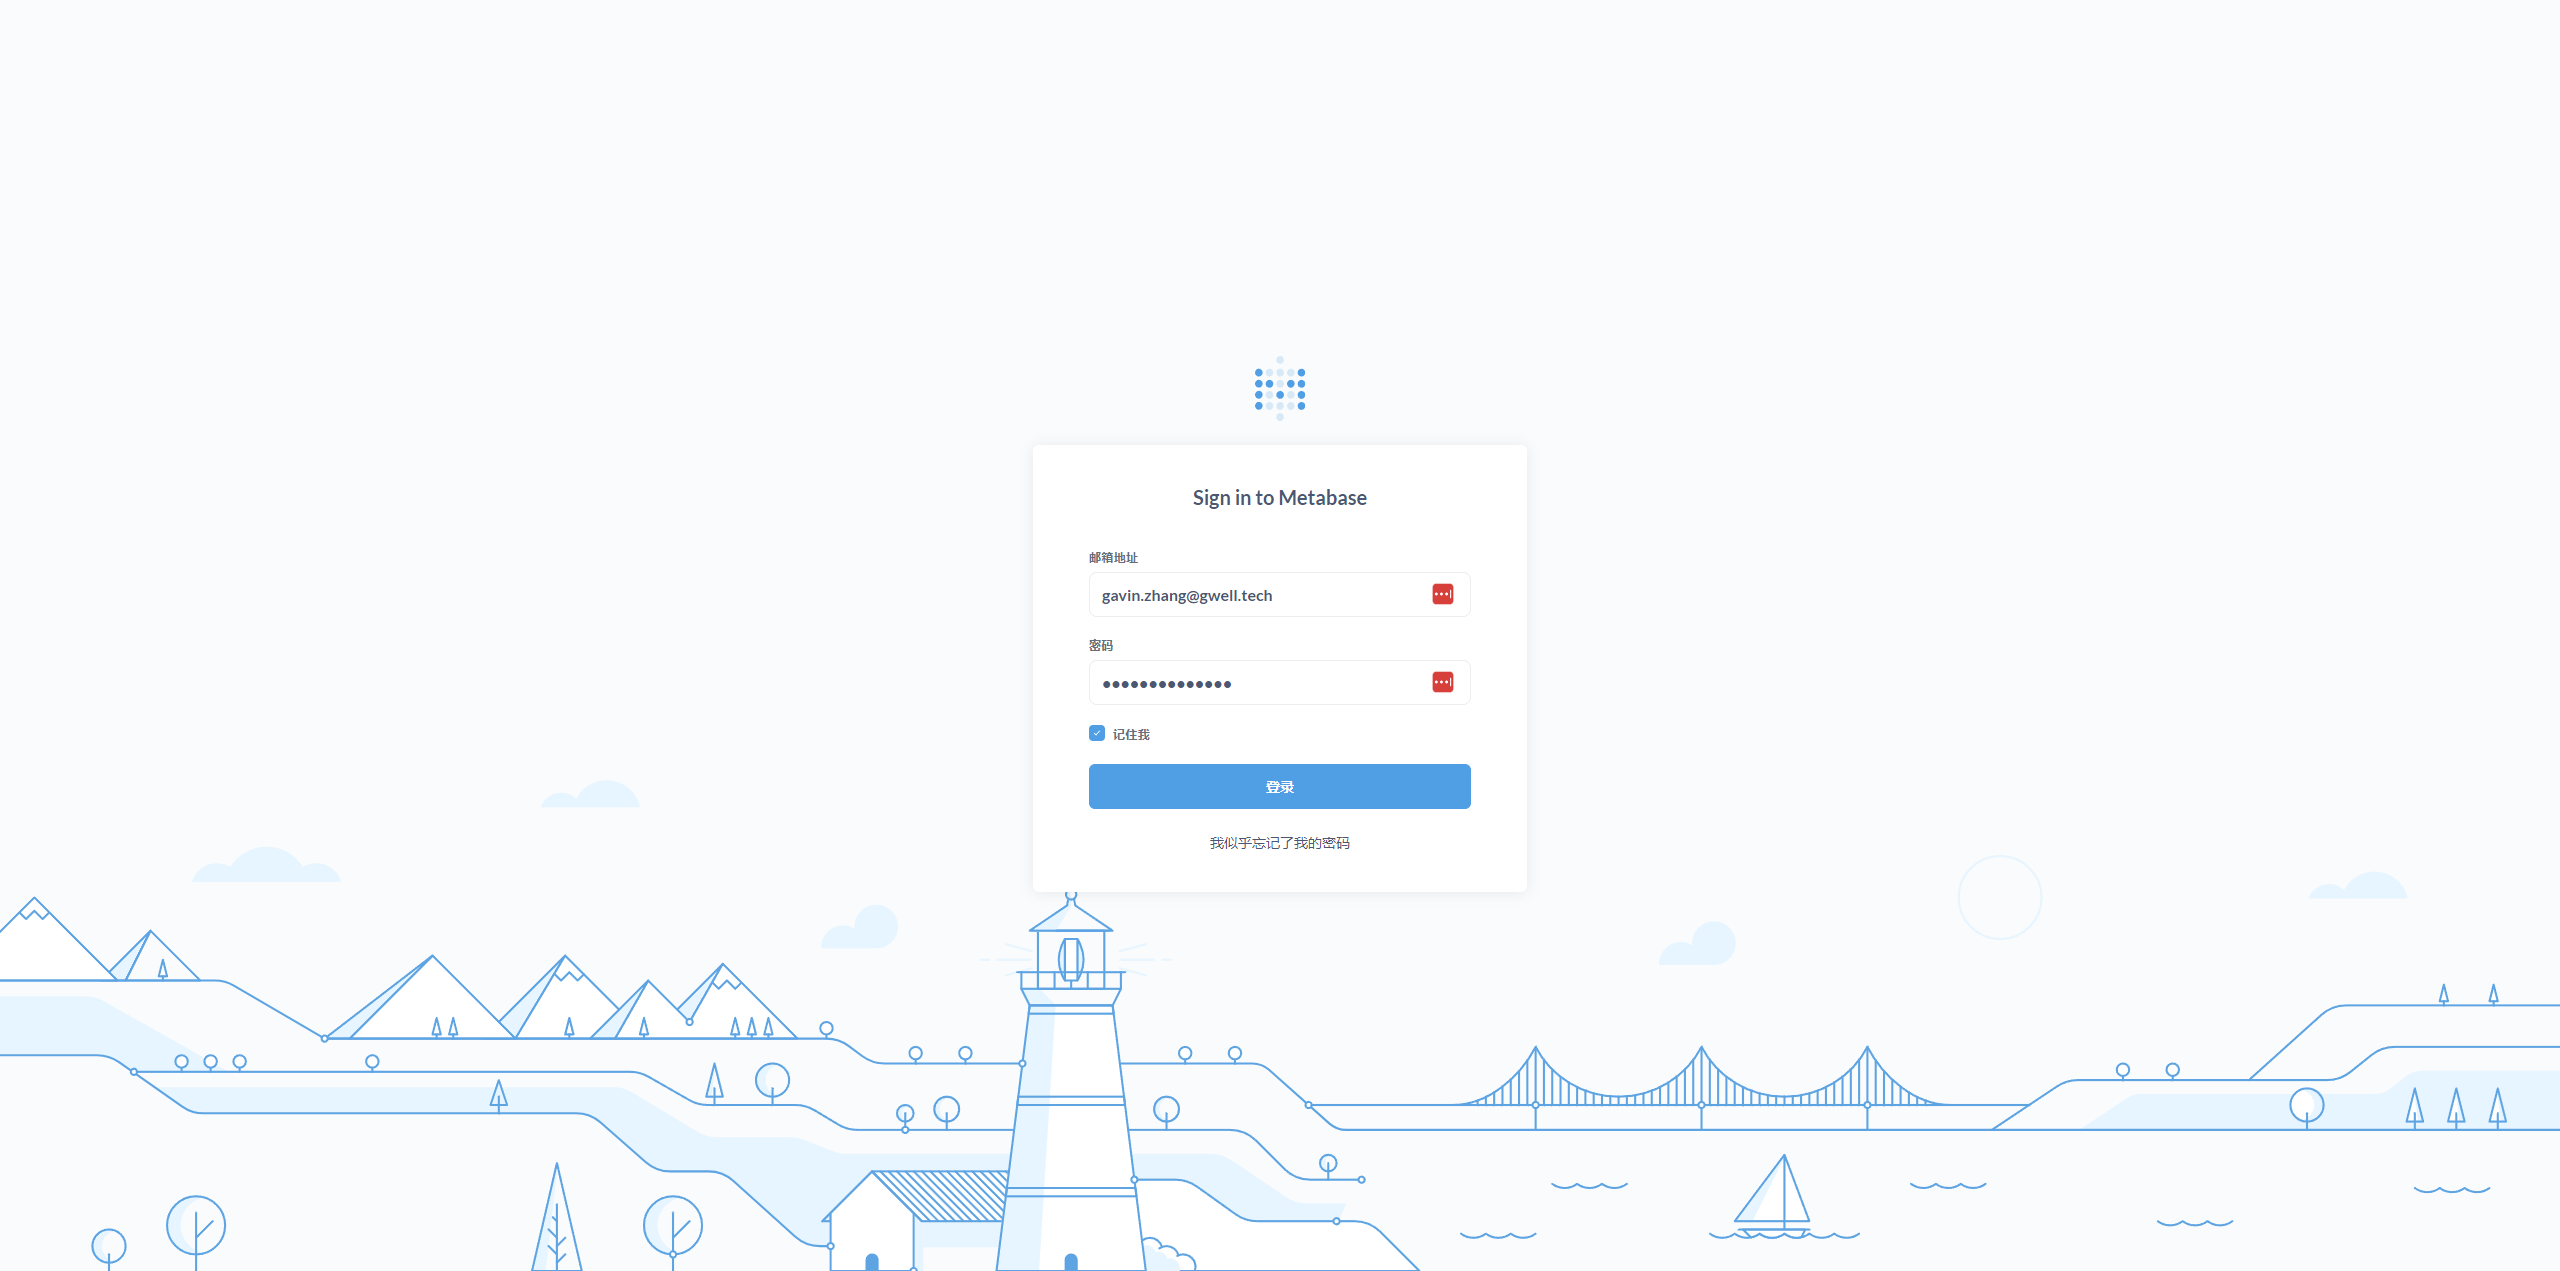 Sign in to Metabase
邮箱地址
gavin.zhang@gwell.tech
密码
••••••••••••••
记住我
登录
我似乎忘记了我的密码